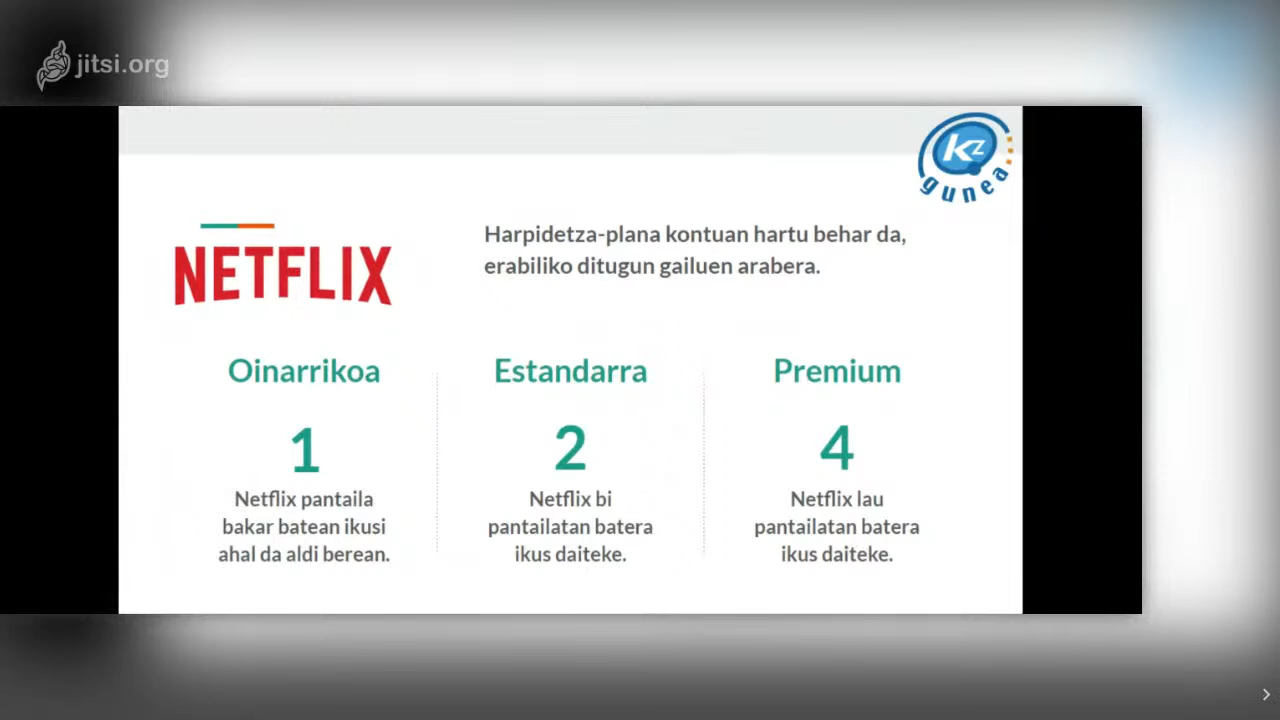 jitsi.org
kz
gunea...
NETFLIX
Harpidetza-plana kontuan hartu behar da,
erabiliko ditugun gailuen arabera.
Oinarrikoa
1
Netflix pantaila
bakar batean ikusi
ahal da aldi berean.
Estandarra
2
Netflix bi
pantailatan batera
ikus daiteke.
Premium
4
Netflix lau
pantailatan batera
ikus daiteke.